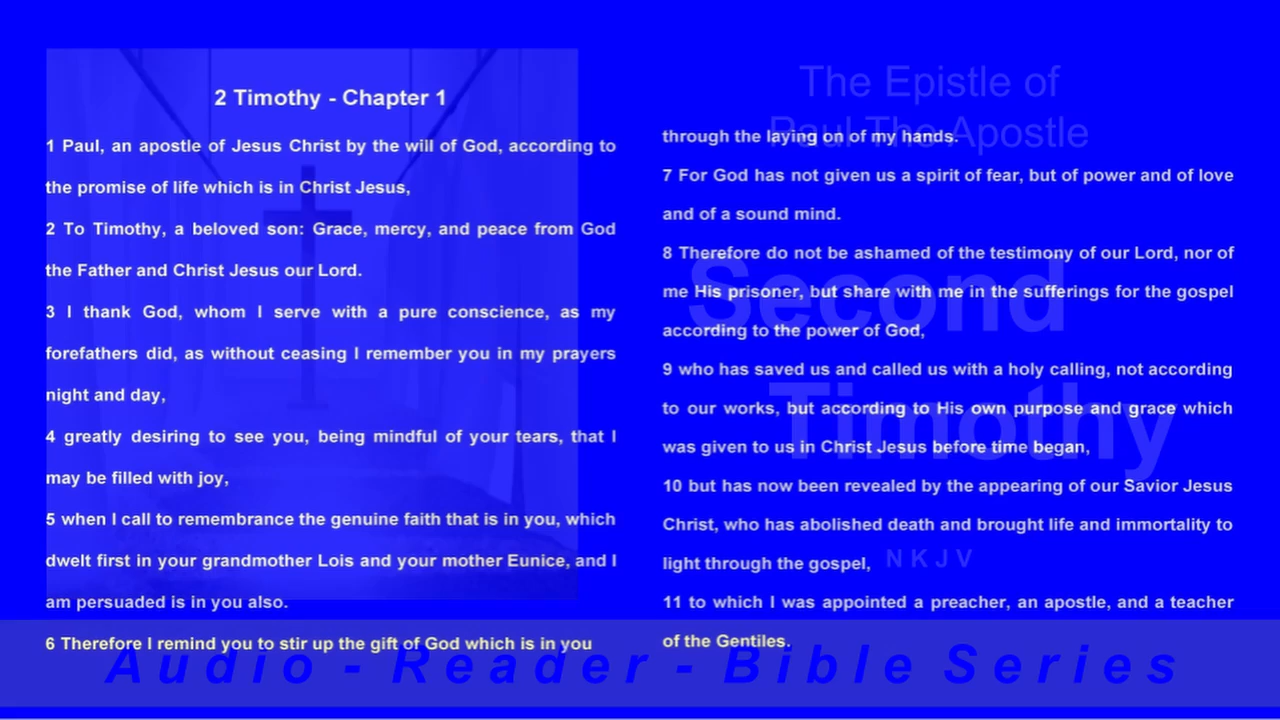 2 Timothy - Chapter 1
1 Paul, an apostle of Jesus Christ by the will of God, according to
the promise of life which is in Christ Jesus,
2 To Timothy, a beloved son: Grace, mercy, and peace from God
the Father and Christ Jesus our Lord.
3 I thank God, whom I serve with a pure conscience, as my
forefathers did, as without ceasing I remember you in my prayers
night and day,
4 greatly desiring to see you, being mindful of your tears, that I
may be filled with joy,
5 when I call to remembrance the genuine faith that is in you, which
dwelt first in your grandmother Lois and your mother Eunice, and I
am persuaded is in you also.
6 Therefore I remind you to stir up the gift of God which is in you
through the laying on of my hands.
7 For God has not given us a spirit of fear, but of power and of love
and of a sound mind.
8 Therefore do not be ashamed of the testimony of our Lord, nor of
me His prisoner, but share with me in the sufferings for the gospel
according to the power of God,
9 who has saved us and called us with a holy calling, not according
to our works, but according to His own purpose and grace which
was given to us in Christ Jesus before time began,
10 but has now been revealed by the appearing of our Savior Jesus
Christ, who has abolished death and brought life and immortality to
light through the gospel,
11 to which I was appointed a preacher, an apostle, and a teacher
of the Gentiles.
The Epistle of
Paul The Apostle
Second
Timothy
NKJV
Audio - Reader - Bible Series